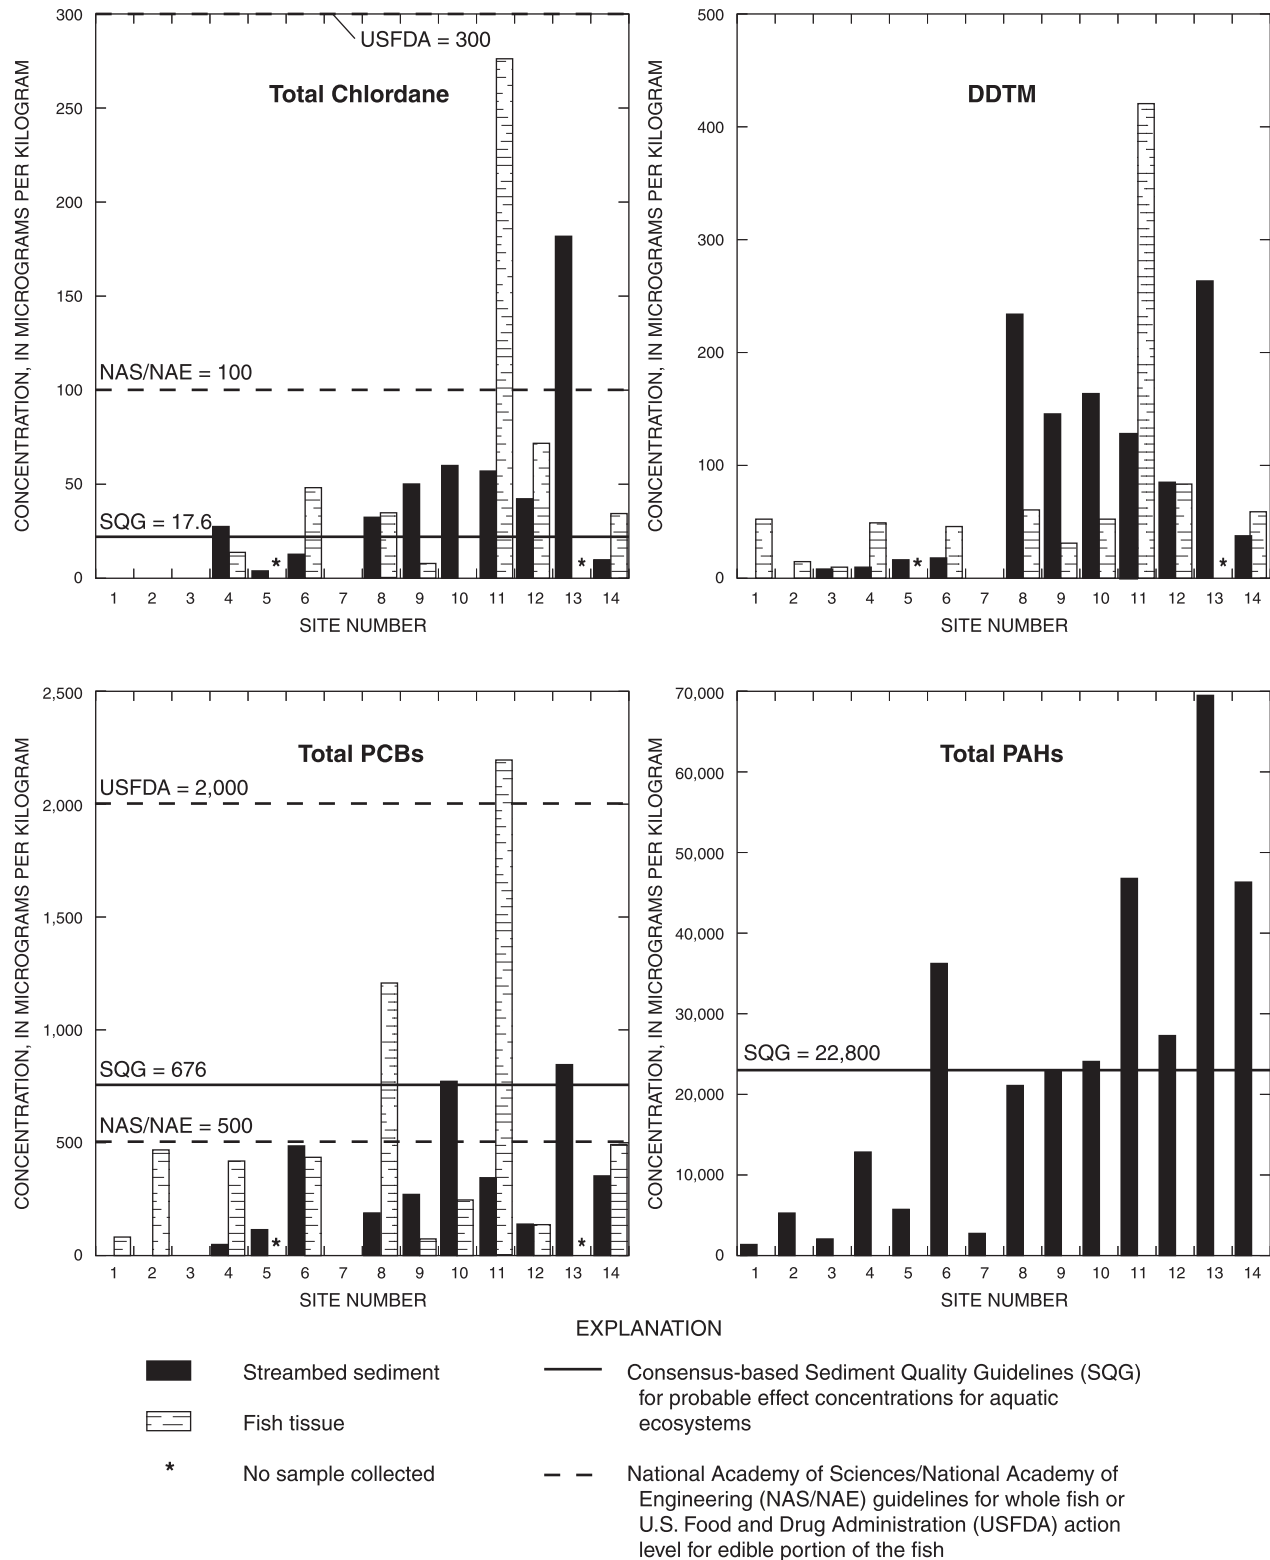 Total Chlordane
CONCENTRATION, IN MICROGRAMS PER KILOGRAM
300
250
200
150
100
50
0
USFDA = 300
NAS/NAE = 100
SQG = 17.6
* *
1 2 3 4 5 6 7 8 9 10 11 12 13 14
SITE NUMBER
DDTM
CONCENTRATION, IN MICROGRAMS PER KILOGRAM
500
400
300
200
100
0
* *
1 2 3 4 5 6 7 8 9 10 11 12 13 14
SITE NUMBER
Total PCBs
CONCENTRATION, IN MICROGRAMS PER KILOGRAM
2,500
2,000
1,500
1,000
500
0
USFDA = 2,000
SQG = 676
NAS/NAE = 500
* *
1 2 3 4 5 6 7 8 9 10 11 12 13 14
SITE NUMBER
Total PAHs
CONCENTRATION, IN MICROGRAMS PER KILOGRAM
70,000
60,000
50,000
40,000
30,000
20,000
10,000
0
SQG = 22,800
1 2 3 4 5 6 7 8 9 10 11 12 13 14
SITE NUMBER
EXPLANATION
Streambed sediment
Fish tissue
* No sample collected
Consensus-based Sediment Quality Guidelines (SQG)
for probable effect concentrations for aquatic
ecosystems
National Academy of Sciences/National Academy of
Engineering (NAS/NAE) guidelines for whole fish or
U.S. Food and Drug Administration (USFDA) action
level for edible portion of the fish